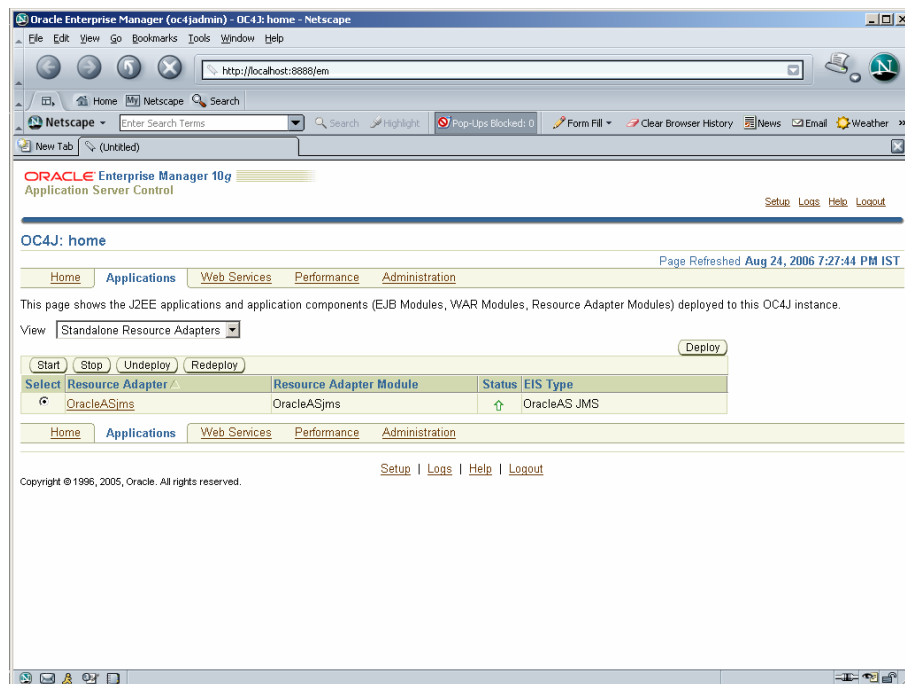 Oracle Enterprise Manager (oc4jadmin) - OC4J: home - Netscape
File Edit View Go Bookmarks Tools Window Help
http://localhost:8888/em
N
Home My Netscape Search
Netscape Enter Search Terms Search Highlight Pop-Ups Blocked: 0 Form Fill Clear Browser History News Email Weather »
New Tab (Untitled)
ORACLE Enterprise Manager 10g
Application Server Control
Setup Logs Help Logout
OC4J: home
Page Refreshed Aug 24, 2006 7:27:44 PM IST
Home Applications Web Services Performance Administration
This page shows the J2EE applications and application components (EJB Modules, WAR Modules, Resource Adapter Modules) deployed to this OC4J instance.
View Standalone Resource Adapters
Deploy
Start Stop Undeploy Redeploy
Select Resource Adapter Resource Adapter Module Status EIS Type
OracleASjms OracleASjms OracleAS JMS
Home Applications Web Services Performance Administration
Setup | Logs | Help | Logout
Copyright © 1996, 2005, Oracle. All rights reserved.